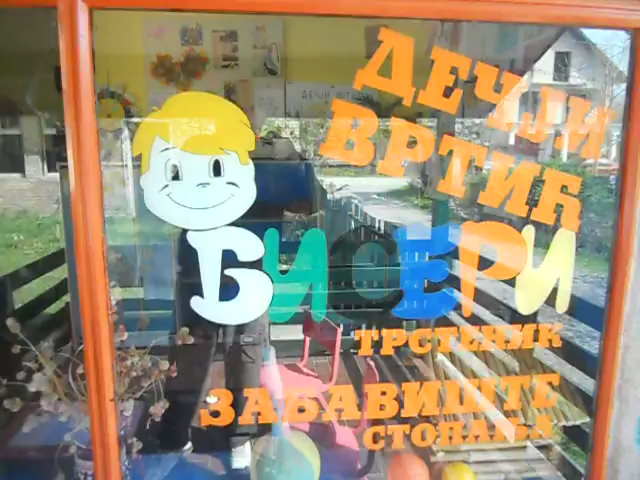 ДЕЧЈИ
ВРТИЋ
БИСЕРИ
ТРСТЕНИК
ЗАБАВИШТЕ
СТОПАЊА